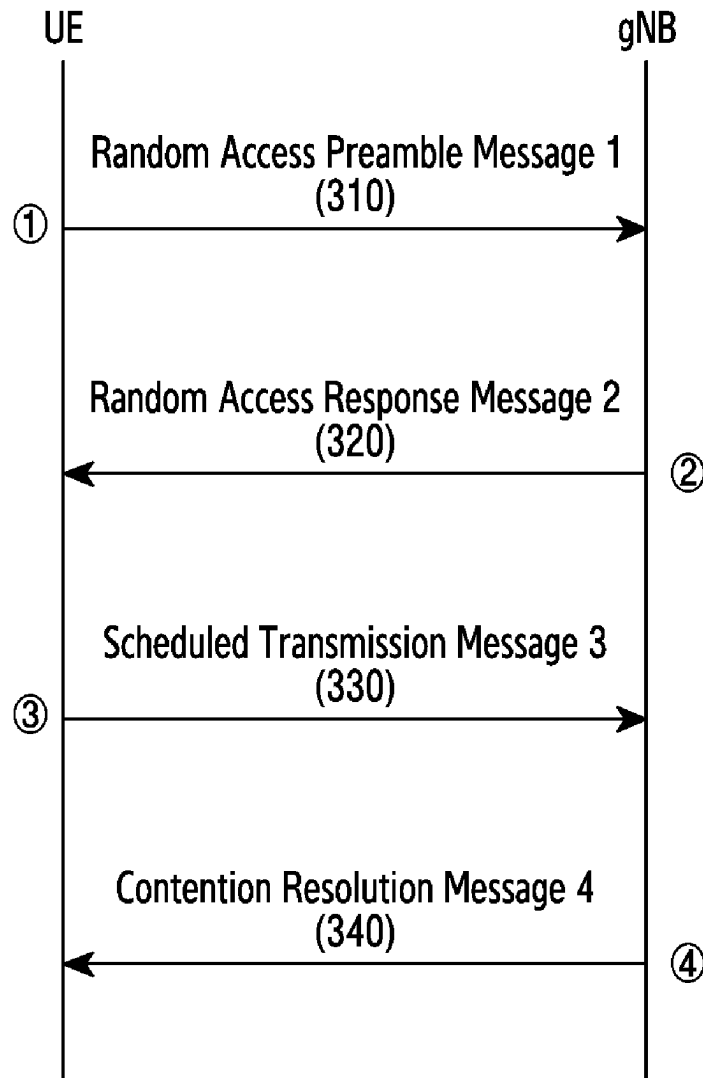 UE
gNB
Random Access Preamble Message 1
(310)
①
Random Access Response Message 2
(320)
②
Scheduled Transmission Message 3
(330)
③
Contention Resolution Message 4
(340)
④